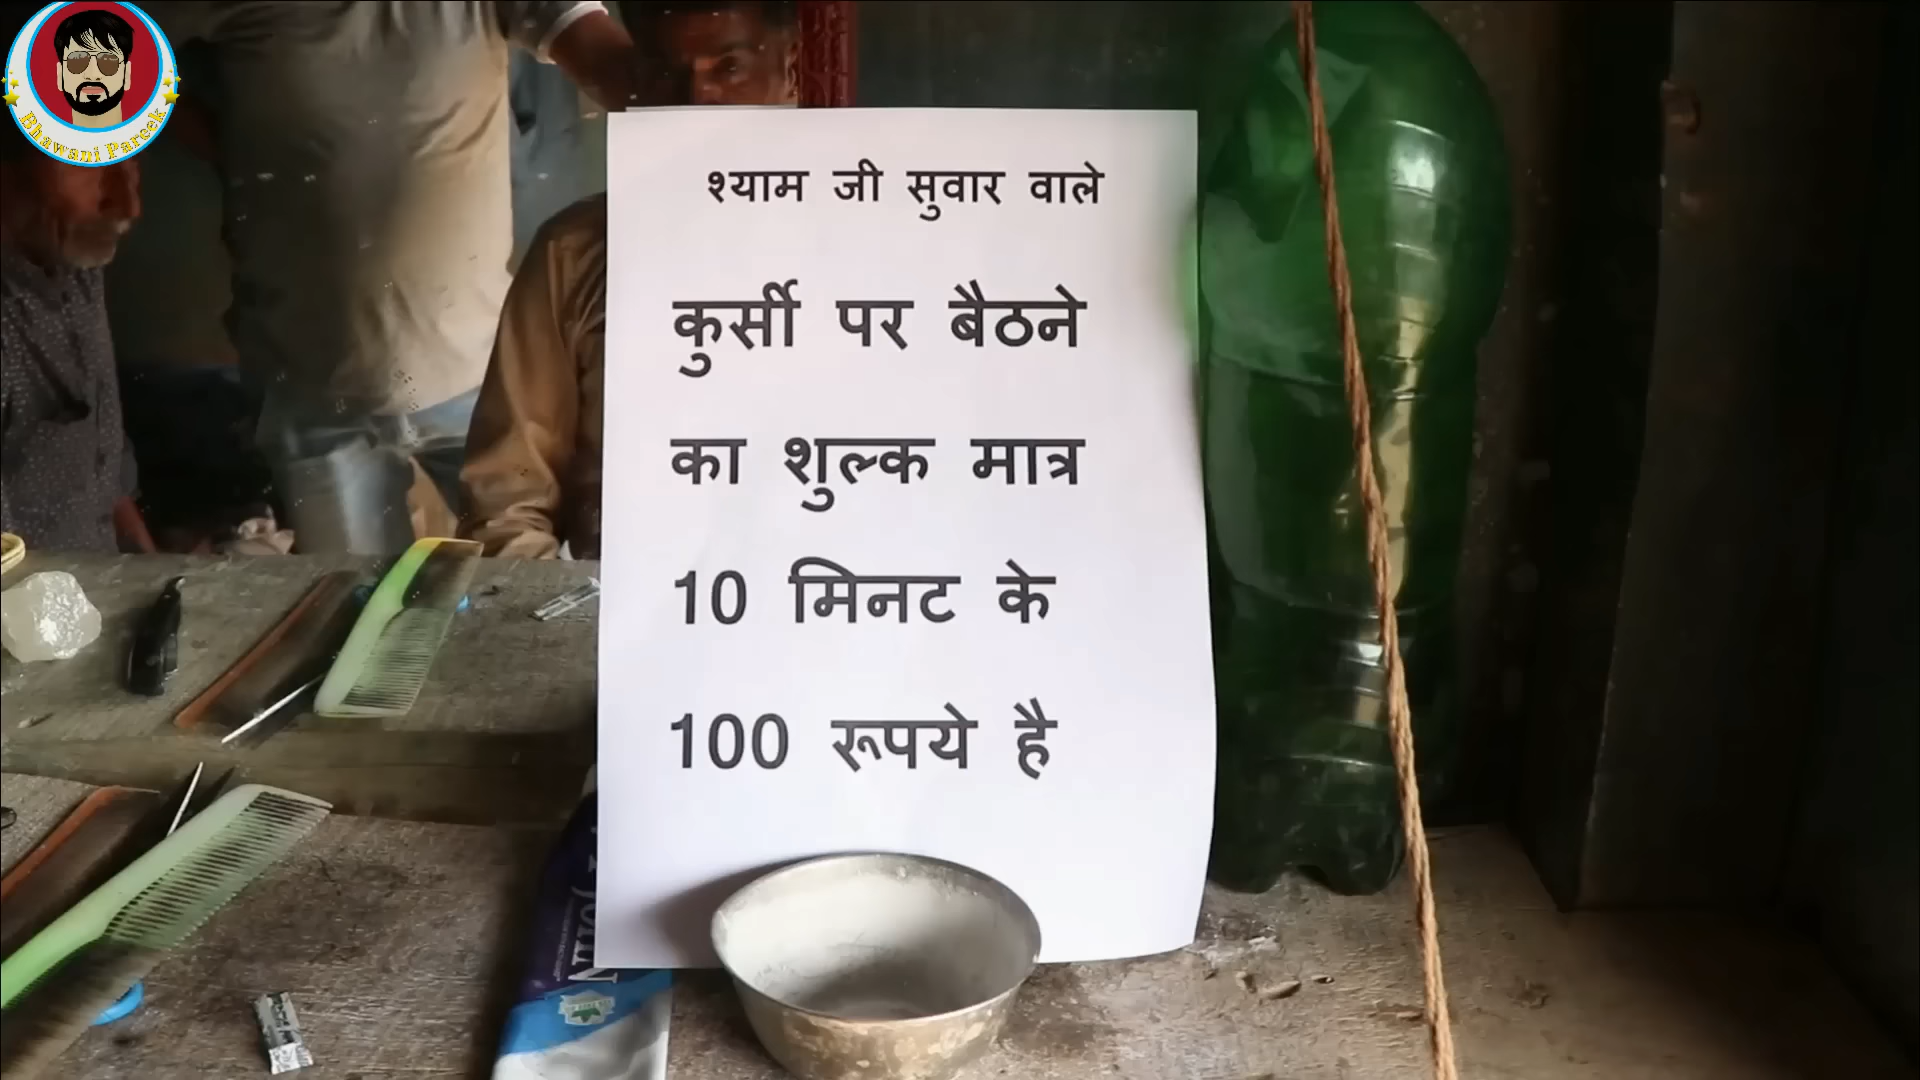 Bhawani Pareek
श्याम जी सुवार वाले
कुर्सी पर बैठने
का शुल्क मात्र
10 मिनट के
100 रूपये है